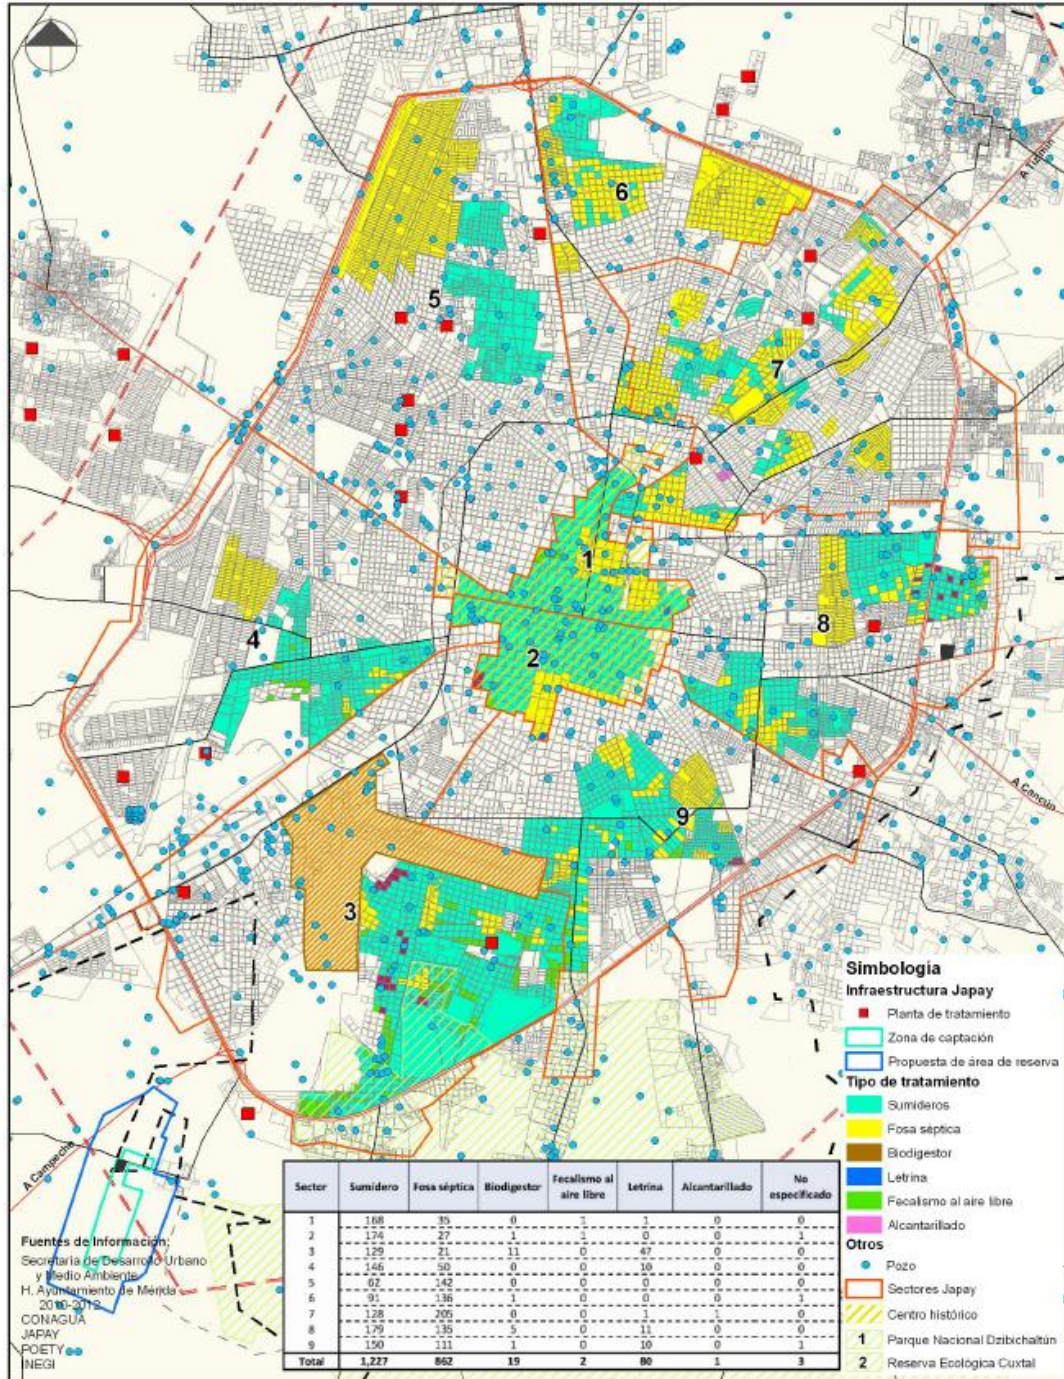 6
A Tizimín
5
7
1
8
4
2
9
A Cancún
3
A Campeche
Simbología
Infraestructura Japay
Planta de tratamiento
Zona de captación
Propuesta de área de reserva
Tipo de tratamiento
Sumideros
Fosa séptica
Biodigestor
Letrina
Fecalismo al aire libre
Alcantarillado
Otros
Pozo
Sectores Japay
Centro histórico
1 Parque Nacional Dzibichaltún
2 Reserva Ecológica Cuxtal
Sector Sumidero Fosa séptica Biodigestor Fecalismo al aire libre Letrina Alcantarillado No especificado
1 168 35 0 1 1 0 0
2 174 27 1 1 0 0 1
3 129 21 11 0 47 0 0
4 146 50 0 0 10 0 0
5 62 142 0 0 0 0 0
6 91 136 1 0 0 0 1
7 128 205 0 0 1 1 0
8 179 135 5 0 11 0 0
9 150 111 1 0 10 0 1
Total 1,227 862 19 2 80 1 3
Fuentes de Información:
Secretaria de Desarrollo Urbano
y Medio Ambiente
H. Ayuntamiento de Mérida
2010-2012
CONAGUA
JAPAY
POETY
INEGI